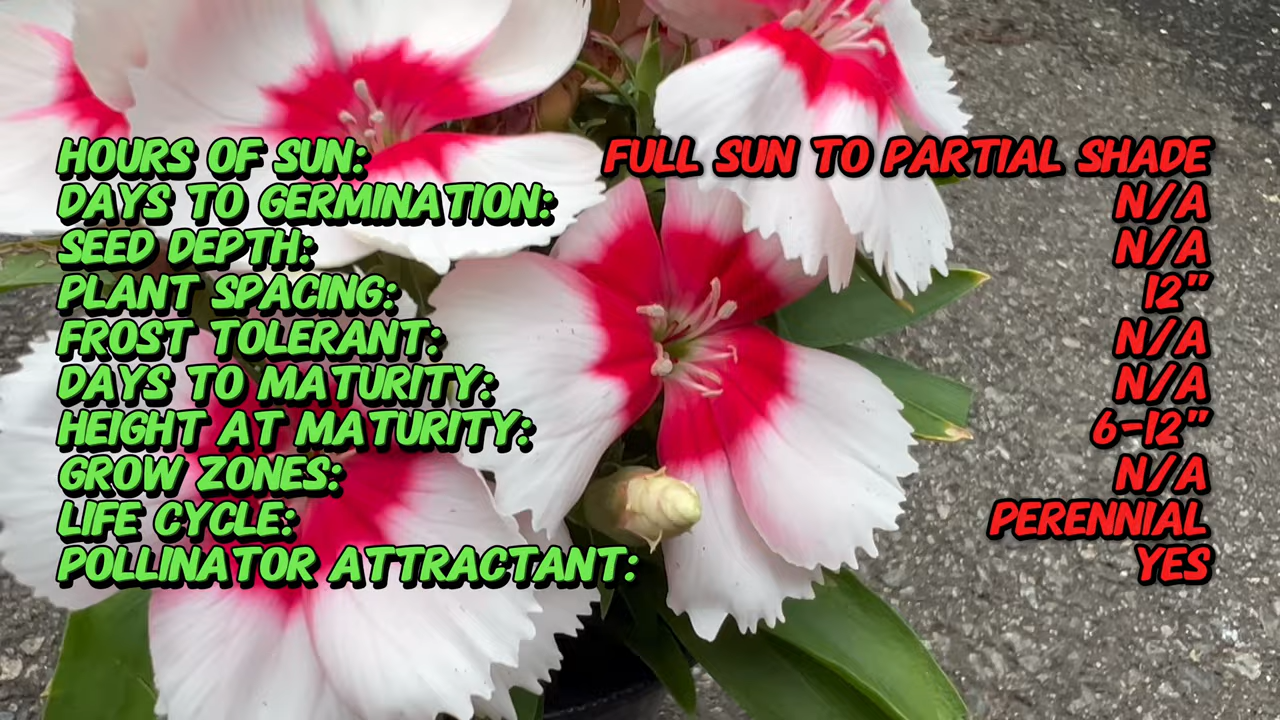 HOURS OF SUN: FULL SUN TO PARTIAL SHADE
DAYS TO GERMINATION: N/A
SEED DEPTH: N/A
PLANT SPACING: 12"
FROST TOLERANT: N/A
DAYS TO MATURITY: N/A
HEIGHT AT MATURITY: 6-12"
GROW ZONES: N/A
LIFE CYCLE: PERENNIAL
POLLINATOR ATTRACTANT: YES